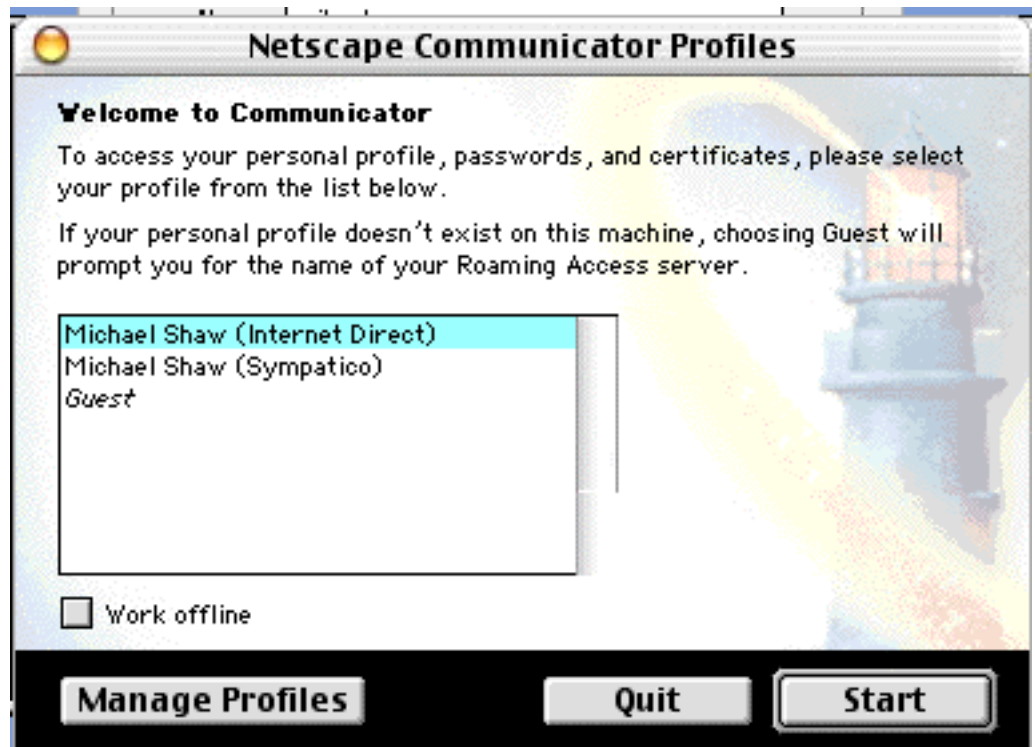 Netscape Communicator Profiles
Welcome to Communicator
To access your personal profile, passwords, and certificates, please select
your profile from the list below.
If your personal profile doesn't exist on this machine, choosing Guest will
prompt you for the name of your Roaming Access server.
Michael Shaw (Internet Direct)
Michael Shaw (Sympatico)
Guest
Work offline
Manage Profiles
Quit
Start